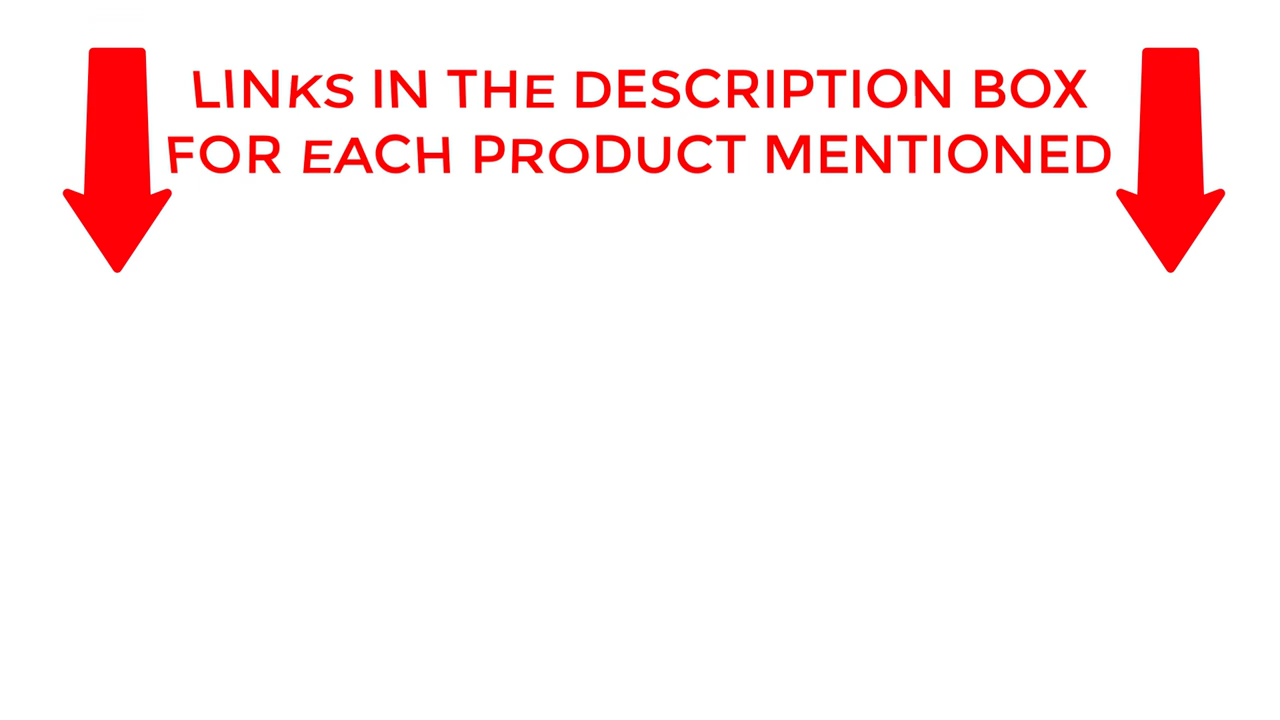 LINKS IN THE DESCRIPTION BOX
FOR EACH PRODUCT MENTIONED